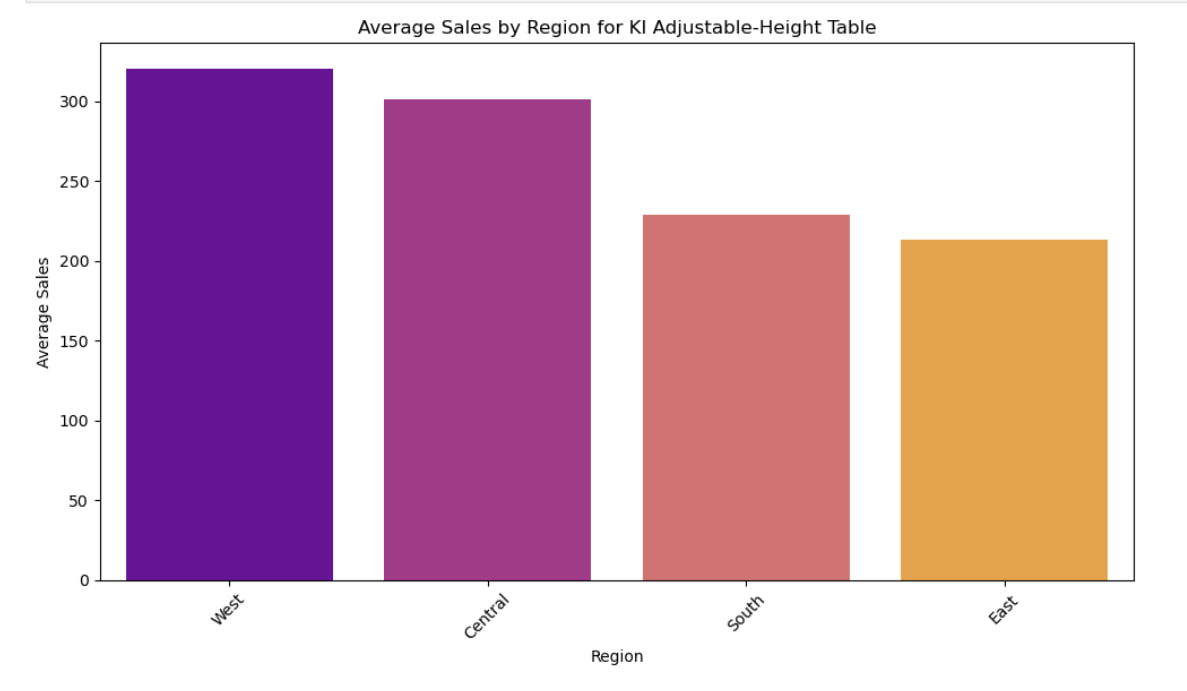 Average Sales by Region for KI Adjustable-Height Table
300
250
200
150
100
50
0
Average Sales
West
Central
South
East
Region